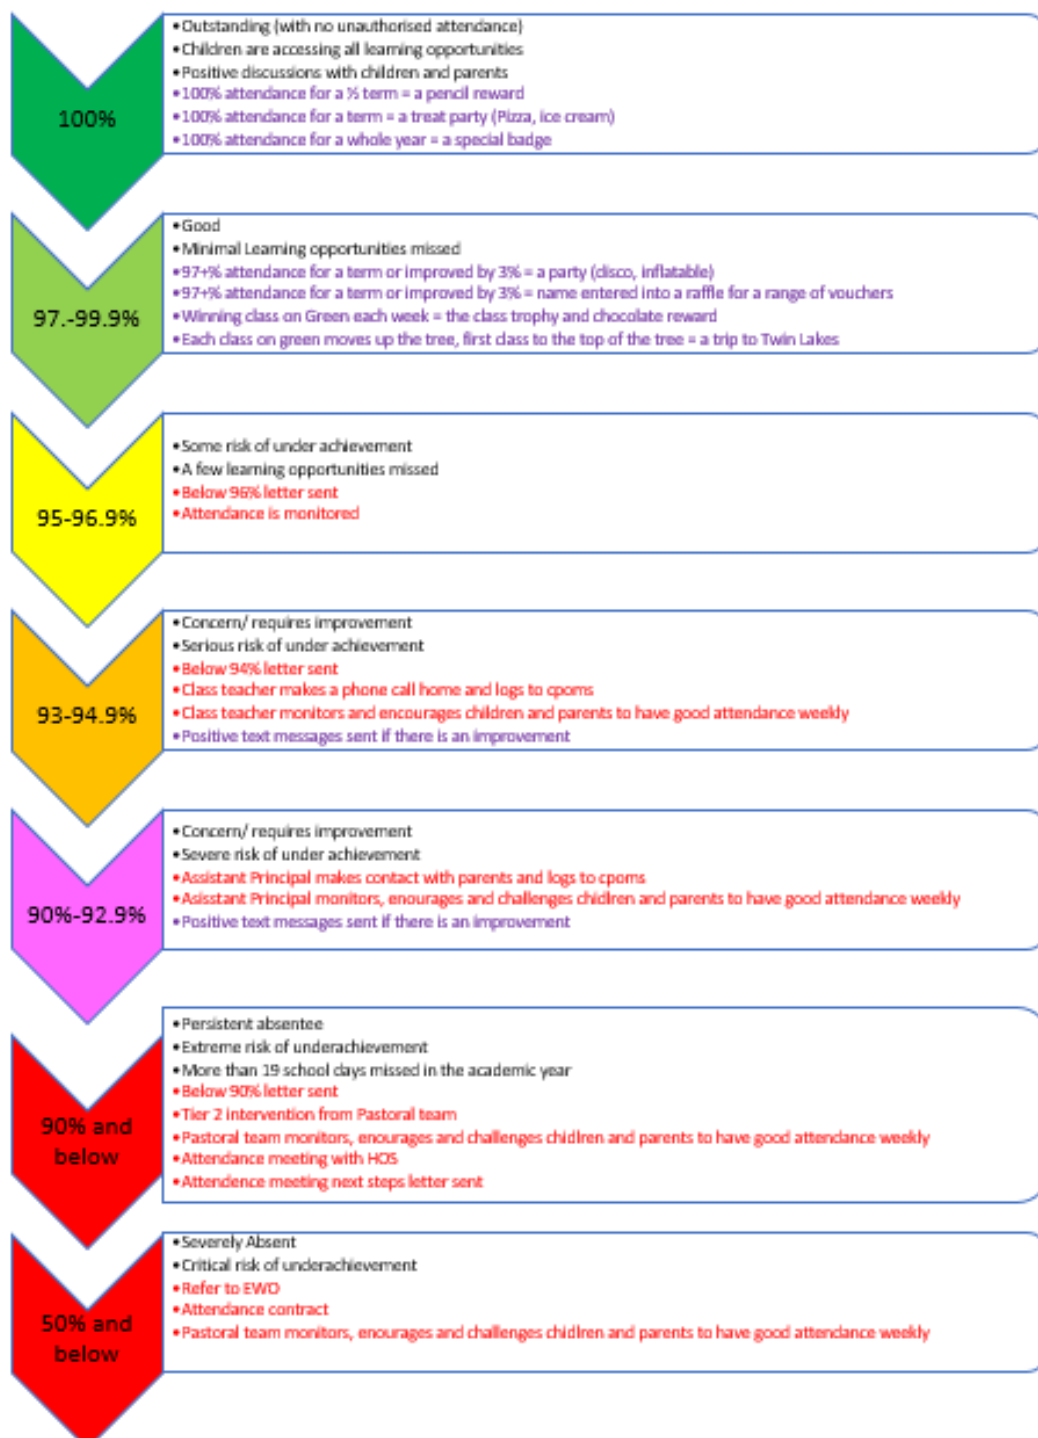 100%
•Outstanding (with no unauthorised attendance)
•Children are accessing all learning opportunities
•Positive discussions with children and parents
•100% attendance for a ½ term = a pencil reward
•100% attendance for a term = a treat party (Pizza, ice cream)
•100% attendance for a whole year = a special badge
97.-99.9%
•Good
•Minimal Learning opportunities missed
•97+% attendance for a term or improved by 3% = a party (disco, inflatable)
•97+% attendance for a term or improved by 3% = name entered into a raffle for a range of vouchers
•Winning class on Green each week = the class trophy and chocolate reward
•Each class on green moves up the tree, first class to the top of the tree = a trip to Twin Lakes
95-96.9%
•Some risk of under achievement
•A few learning opportunities missed
•Below 96% letter sent
•Attendance is monitored
93-94.9%
•Concern/ requires improvement
•Serious risk of under achievement
•Below 94% letter sent
•Class teacher makes a phone call home and logs to cpoms
•Class teacher monitors and encourages children and parents to have good attendance weekly
•Positive text messages sent if there is an improvement
90%-92.9%
•Concern/ requires improvement
•Severe risk of under achievement
•Assistant Principal makes contact with parents and logs to cpoms
•Asisstant Principal monitors, enourages and challenges chidlren and parents to have good attendance weekly
•Positive text messages sent if there is an improvement
90% and
below
•Persistent absentee
•Extreme risk of underachievement
•More than 19 school days missed in the academic year
•Below 90% letter sent
•Tier 2 intervention from Pastoral team
•Pastoral team monitors, enourages and challenges chidlren and parents to have good attendance weekly
•Attendance meeting with HOS
•Attendence meeting next steps letter sent
50% and
below
•Severely Absent
•Critical risk of underachievement
•Refer to EWO
•Attendance contract
•Pastoral team monitors, enourages and challenges chidlren and parents to have good attendance weekly